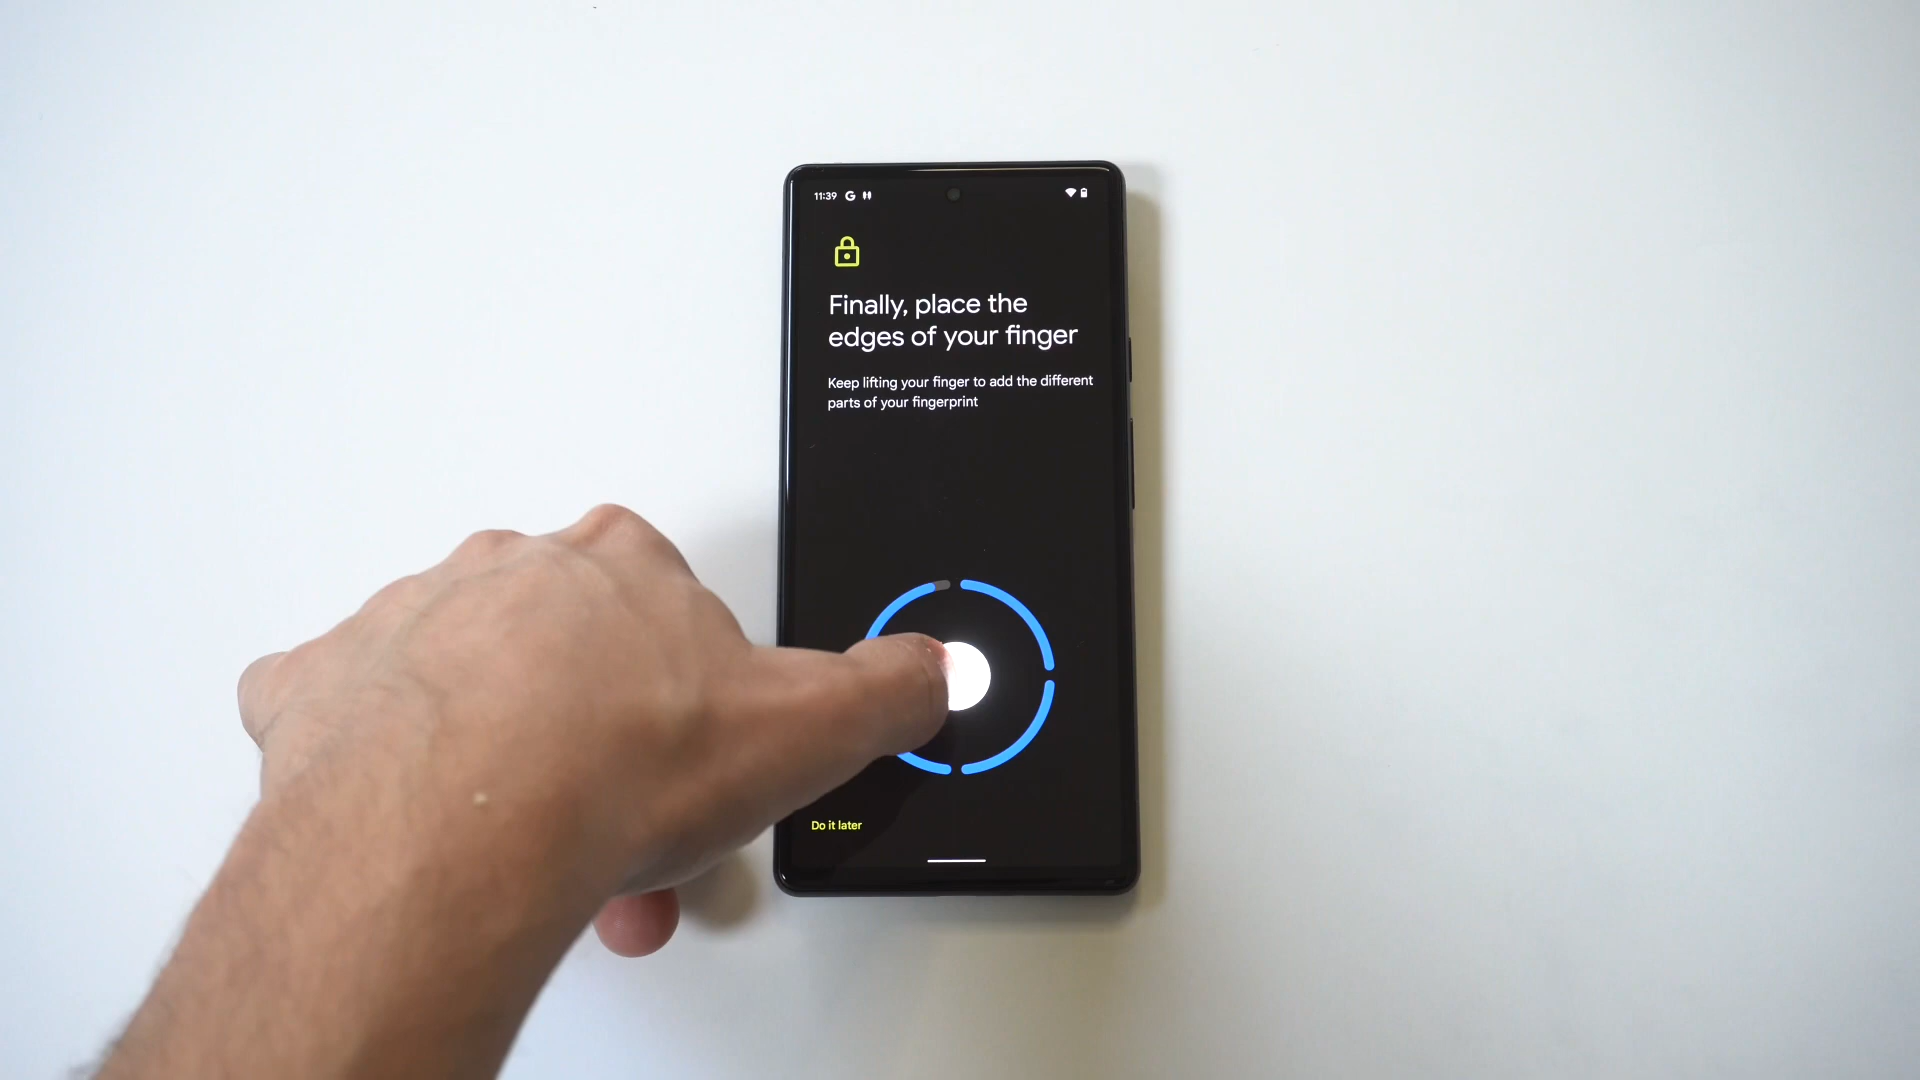 11:39 G
Finally, place the
edges of your finger
Keep lifting your finger to add the different
parts of your fingerprint
Do it later